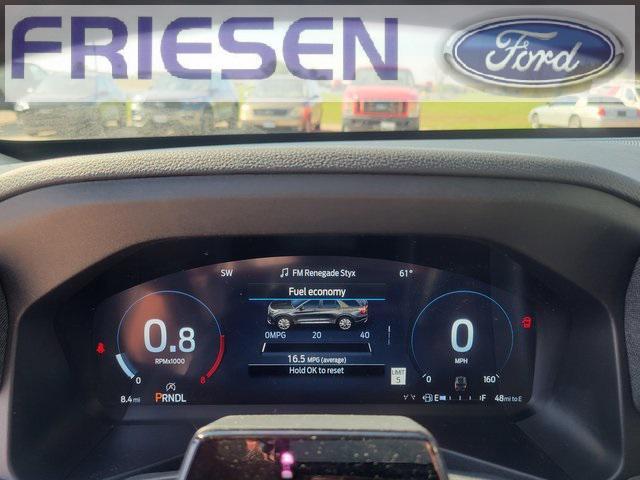 FRIESEN Ford
SW FM Renegade Styx 61°
Fuel economy
0MPG 20 40
0.8
RPMx1000
0 8
16.5 MPG (average)
Hold OK to reset
0
MPH
0 160
LIMIT
5
8.4 mi PRNDL
E F 48 mi to E